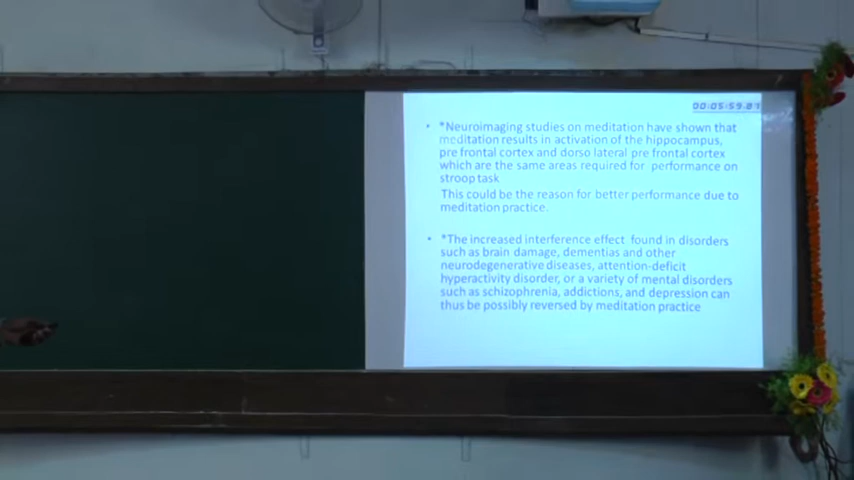 00:05:59.81
• *Neuroimaging studies on meditation have shown that
meditation results in activation of the hippocampus,
pre frontal cortex and dorso lateral pre frontal cortex
which are the same areas required for performance on
stroop task
This could be the reason for better performance due to
meditation practice.
• *The increased interference effect found in disorders
such as brain damage, dementias and other
neurodegenerative diseases, attention-deficit
hyperactivity disorder, or a variety of mental disorders
such as schizophrenia, addictions, and depression can
thus be possibly reversed by meditation practice